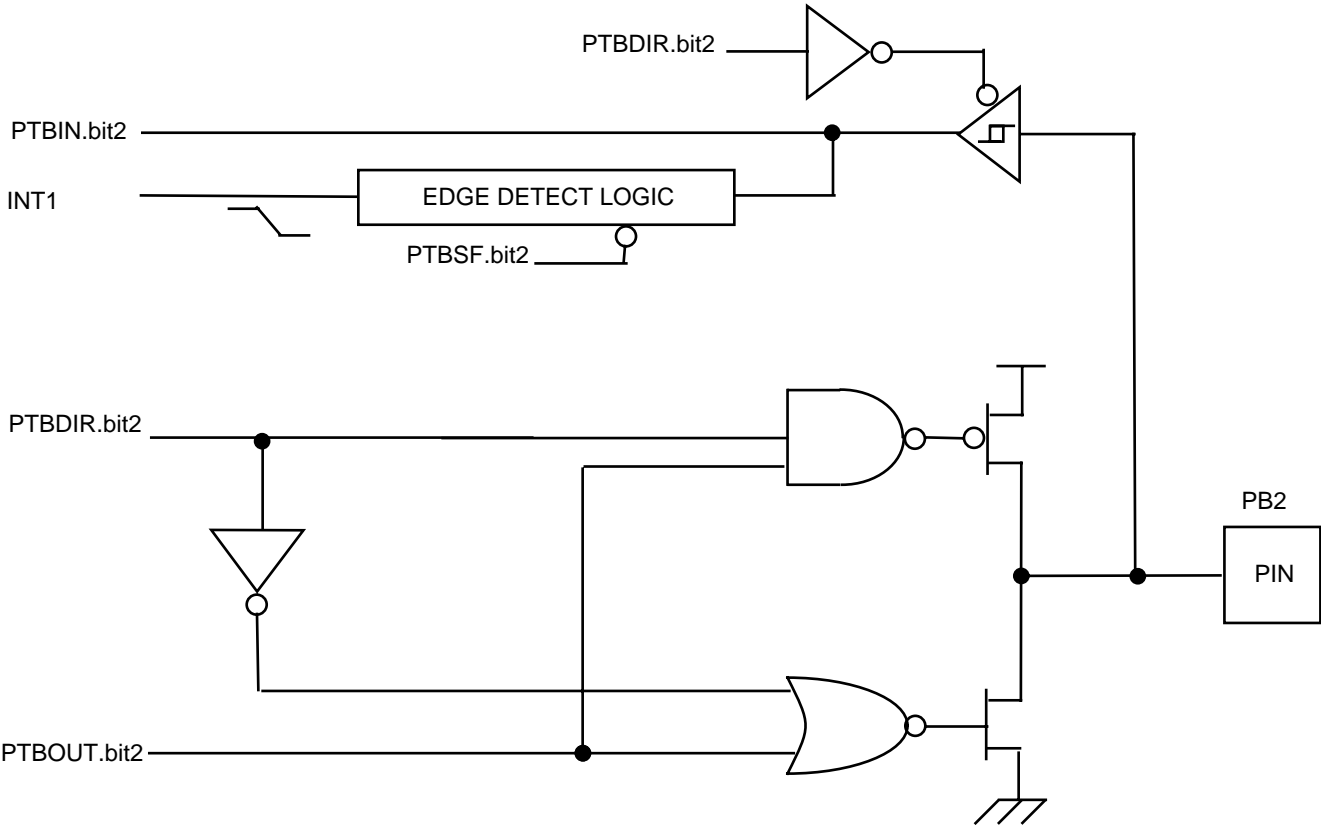 PTBDIR.bit2
PTBIN.bit2
INT1
EDGE DETECT LOGIC
PTBSF.bit2
PTBDIR.bit2
PB2
PIN
PTBOUT.bit2